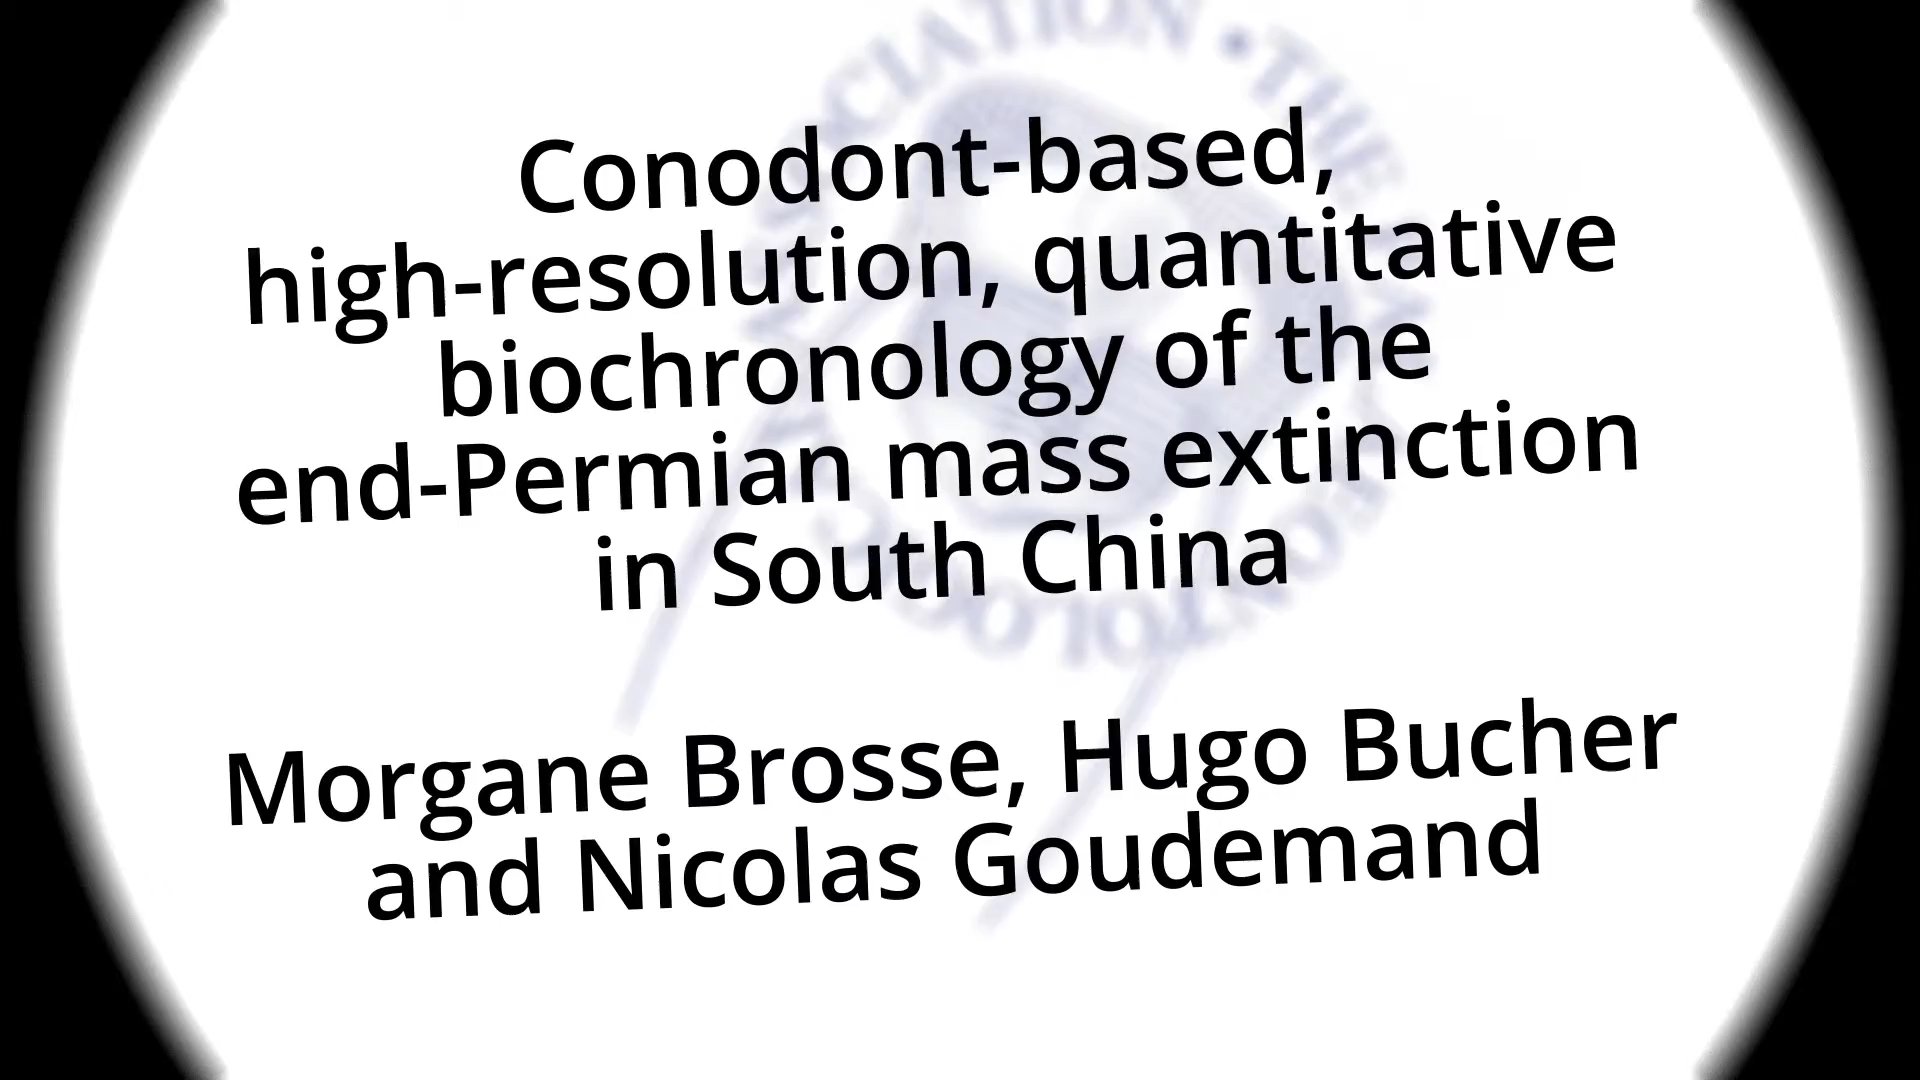 Conodont-based,
high-resolution, quantitative
biochronology of the
end-Permian mass extinction
in South China
Morgane Brosse, Hugo Bucher
and Nicolas Goudemand